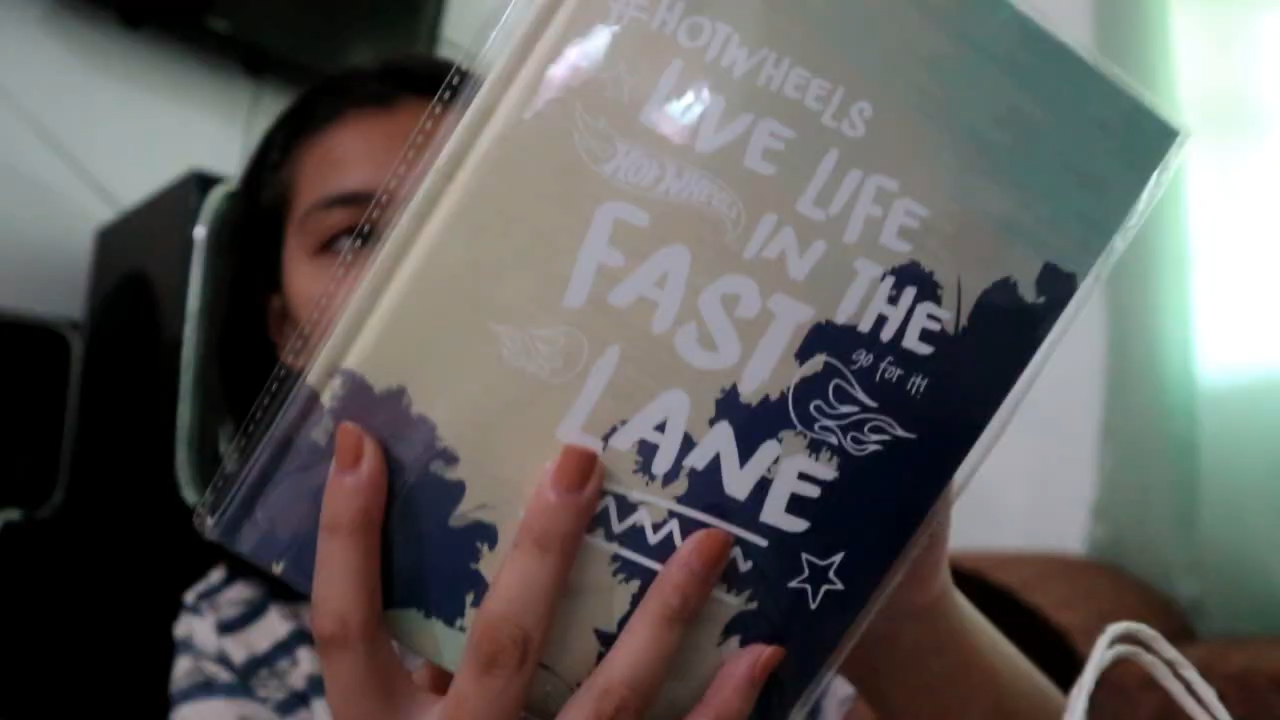 #HOTWHEELS
LIVE LIFE
HOT WHEELS
IN THE
FAST
go for it!
LANE